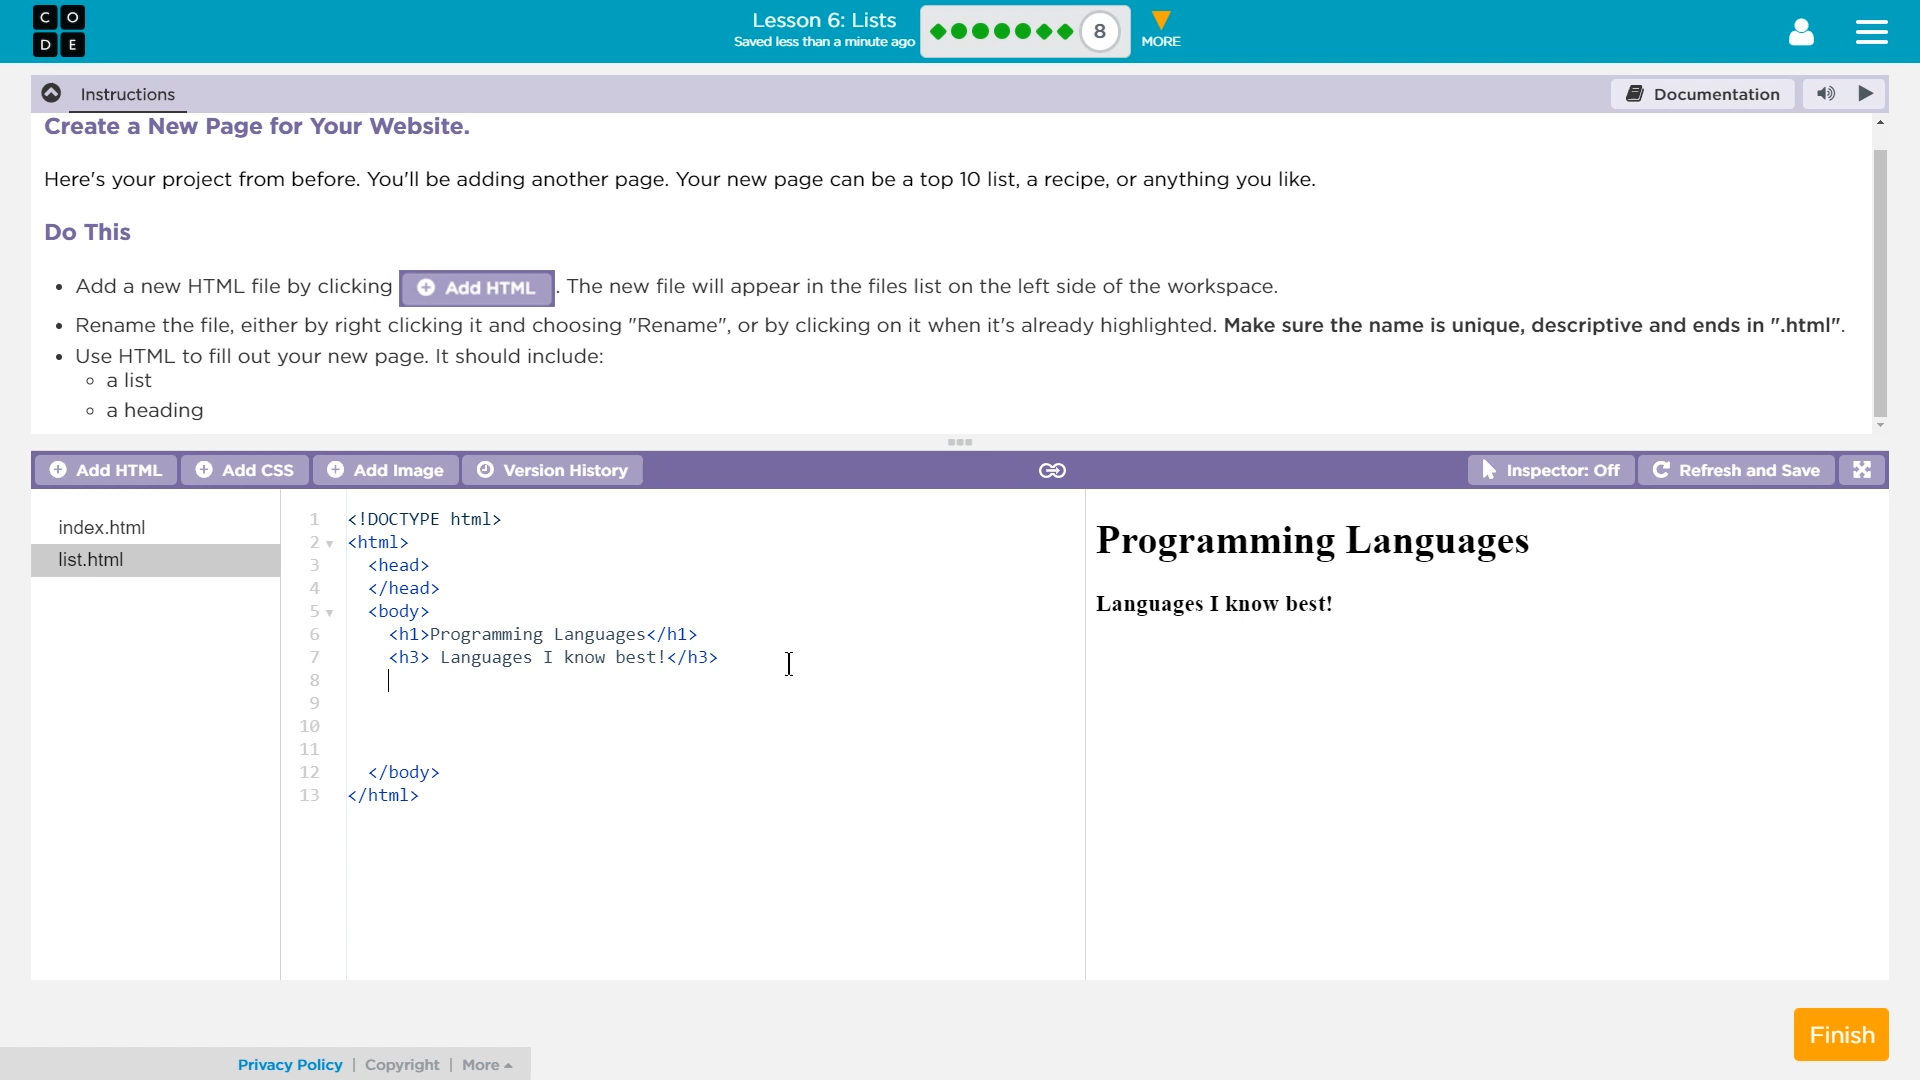 CO
DE
Lesson 6: Lists
Saved less than a minute ago
8
MORE
Instructions
Documentation
Create a New Page for Your Website.
Here's your project from before. You'll be adding another page. Your new page can be a top 10 list, a recipe, or anything you like.
Do This
• Add a new HTML file by clicking Add HTML. The new file will appear in the files list on the left side of the workspace.
• Rename the file, either by right clicking it and choosing "Rename", or by clicking on it when it's already highlighted. Make sure the name is unique, descriptive and ends in ".html".
• Use HTML to fill out your new page. It should include:
◦ a list
◦ a heading
Add HTML
Add CSS
Add Image
Version History
Inspector: Off
Refresh and Save
index.html
list.html
1 <!DOCTYPE html>
2 <html>
3 <head>
4 </head>
5 <body>
6 <h1>Programming Languages</h1>
7 <h3> Languages I know best!</h3>
8
9
10
11
12 </body>
13 </html>
Programming Languages
Languages I know best!
Finish
Privacy Policy | Copyright | More